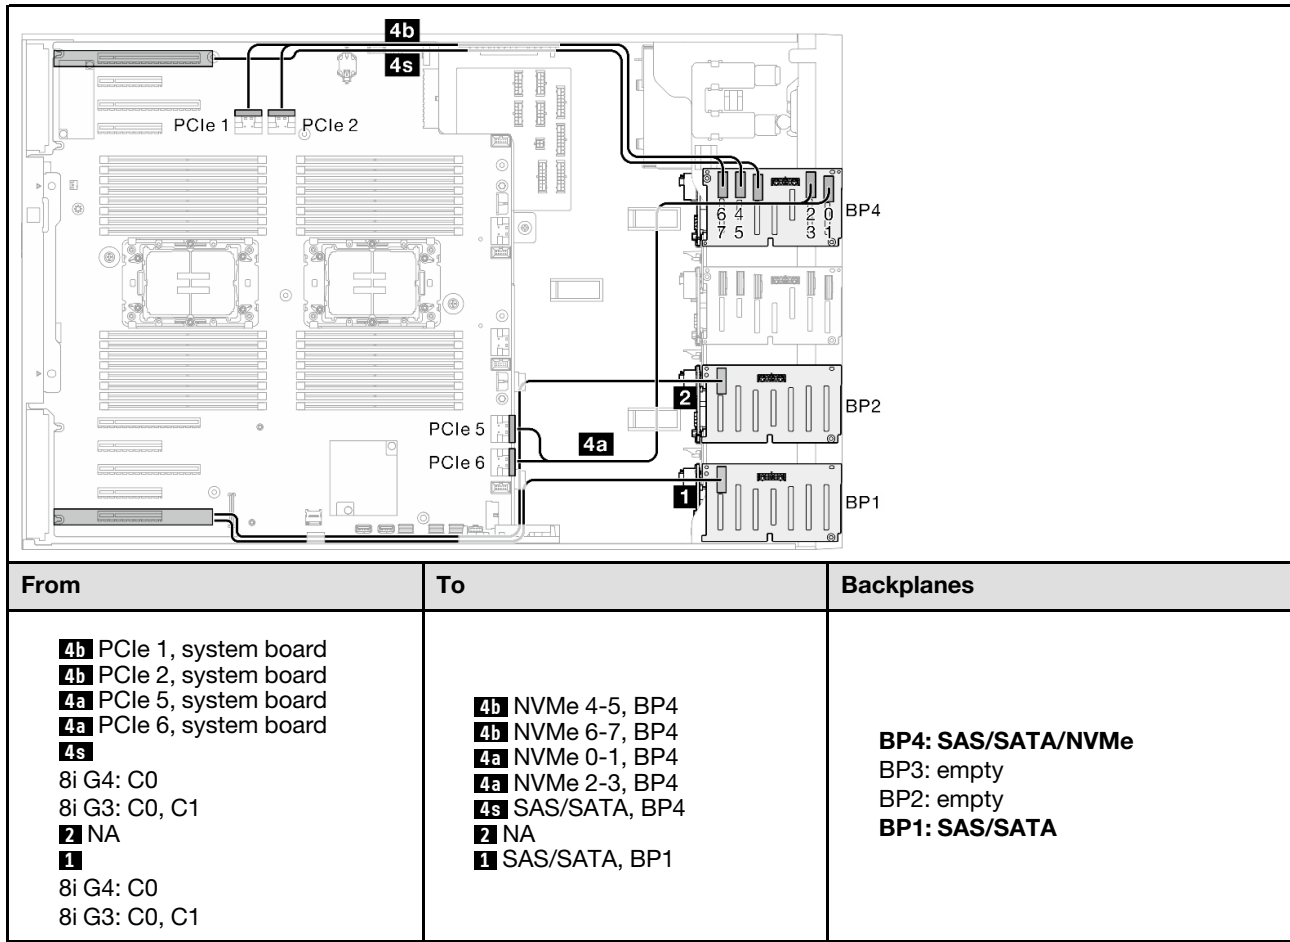 4b
4s
PCIe 1
PCIe 2
6 4 2 0
7 5 3 1
BP4
2
BP2
PCIe 5
4a
PCIe 6
1
BP1
From
To
Backplanes
4b PCIe 1, system board
4b PCIe 2, system board
4a PCIe 5, system board
4a PCIe 6, system board
4s
8i G4: C0
8i G3: C0, C1
2 NA
1
8i G4: C0
8i G3: C0, C1
4b NVMe 4-5, BP4
4b NVMe 6-7, BP4
4a NVMe 0-1, BP4
4a NVMe 2-3, BP4
4s SAS/SATA, BP4
2 NA
1 SAS/SATA, BP1
BP4: SAS/SATA/NVMe
BP3: empty
BP2: empty
BP1: SAS/SATA